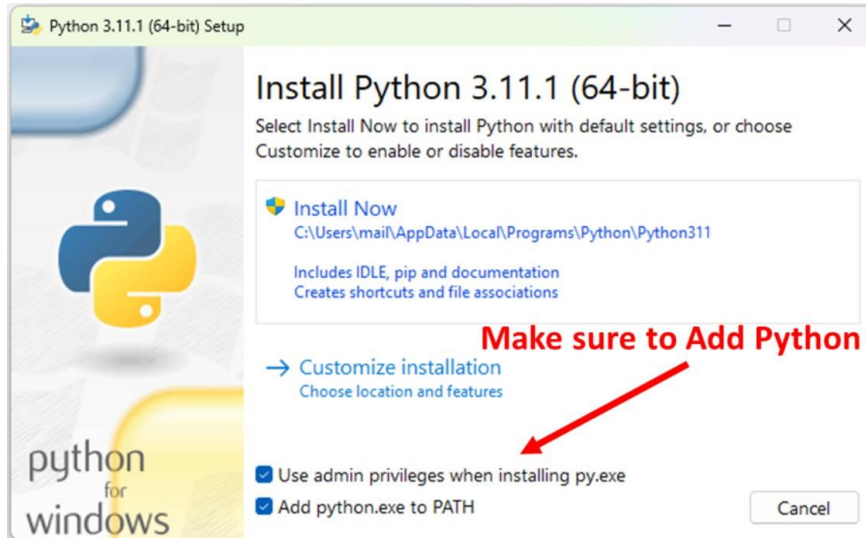 Python 3.11.1 (64-bit) Setup
Install Python 3.11.1 (64-bit)
Select Install Now to install Python with default settings, or choose
Customize to enable or disable features.
Install Now
C:\Users\mail\AppData\Local\Programs\Python\Python311
Includes IDLE, pip and documentation
Creates shortcuts and file associations
Make sure to Add Python
Customize installation
Choose location and features
Use admin privileges when installing py.exe
Add python.exe to PATH
Cancel
python
for
windows